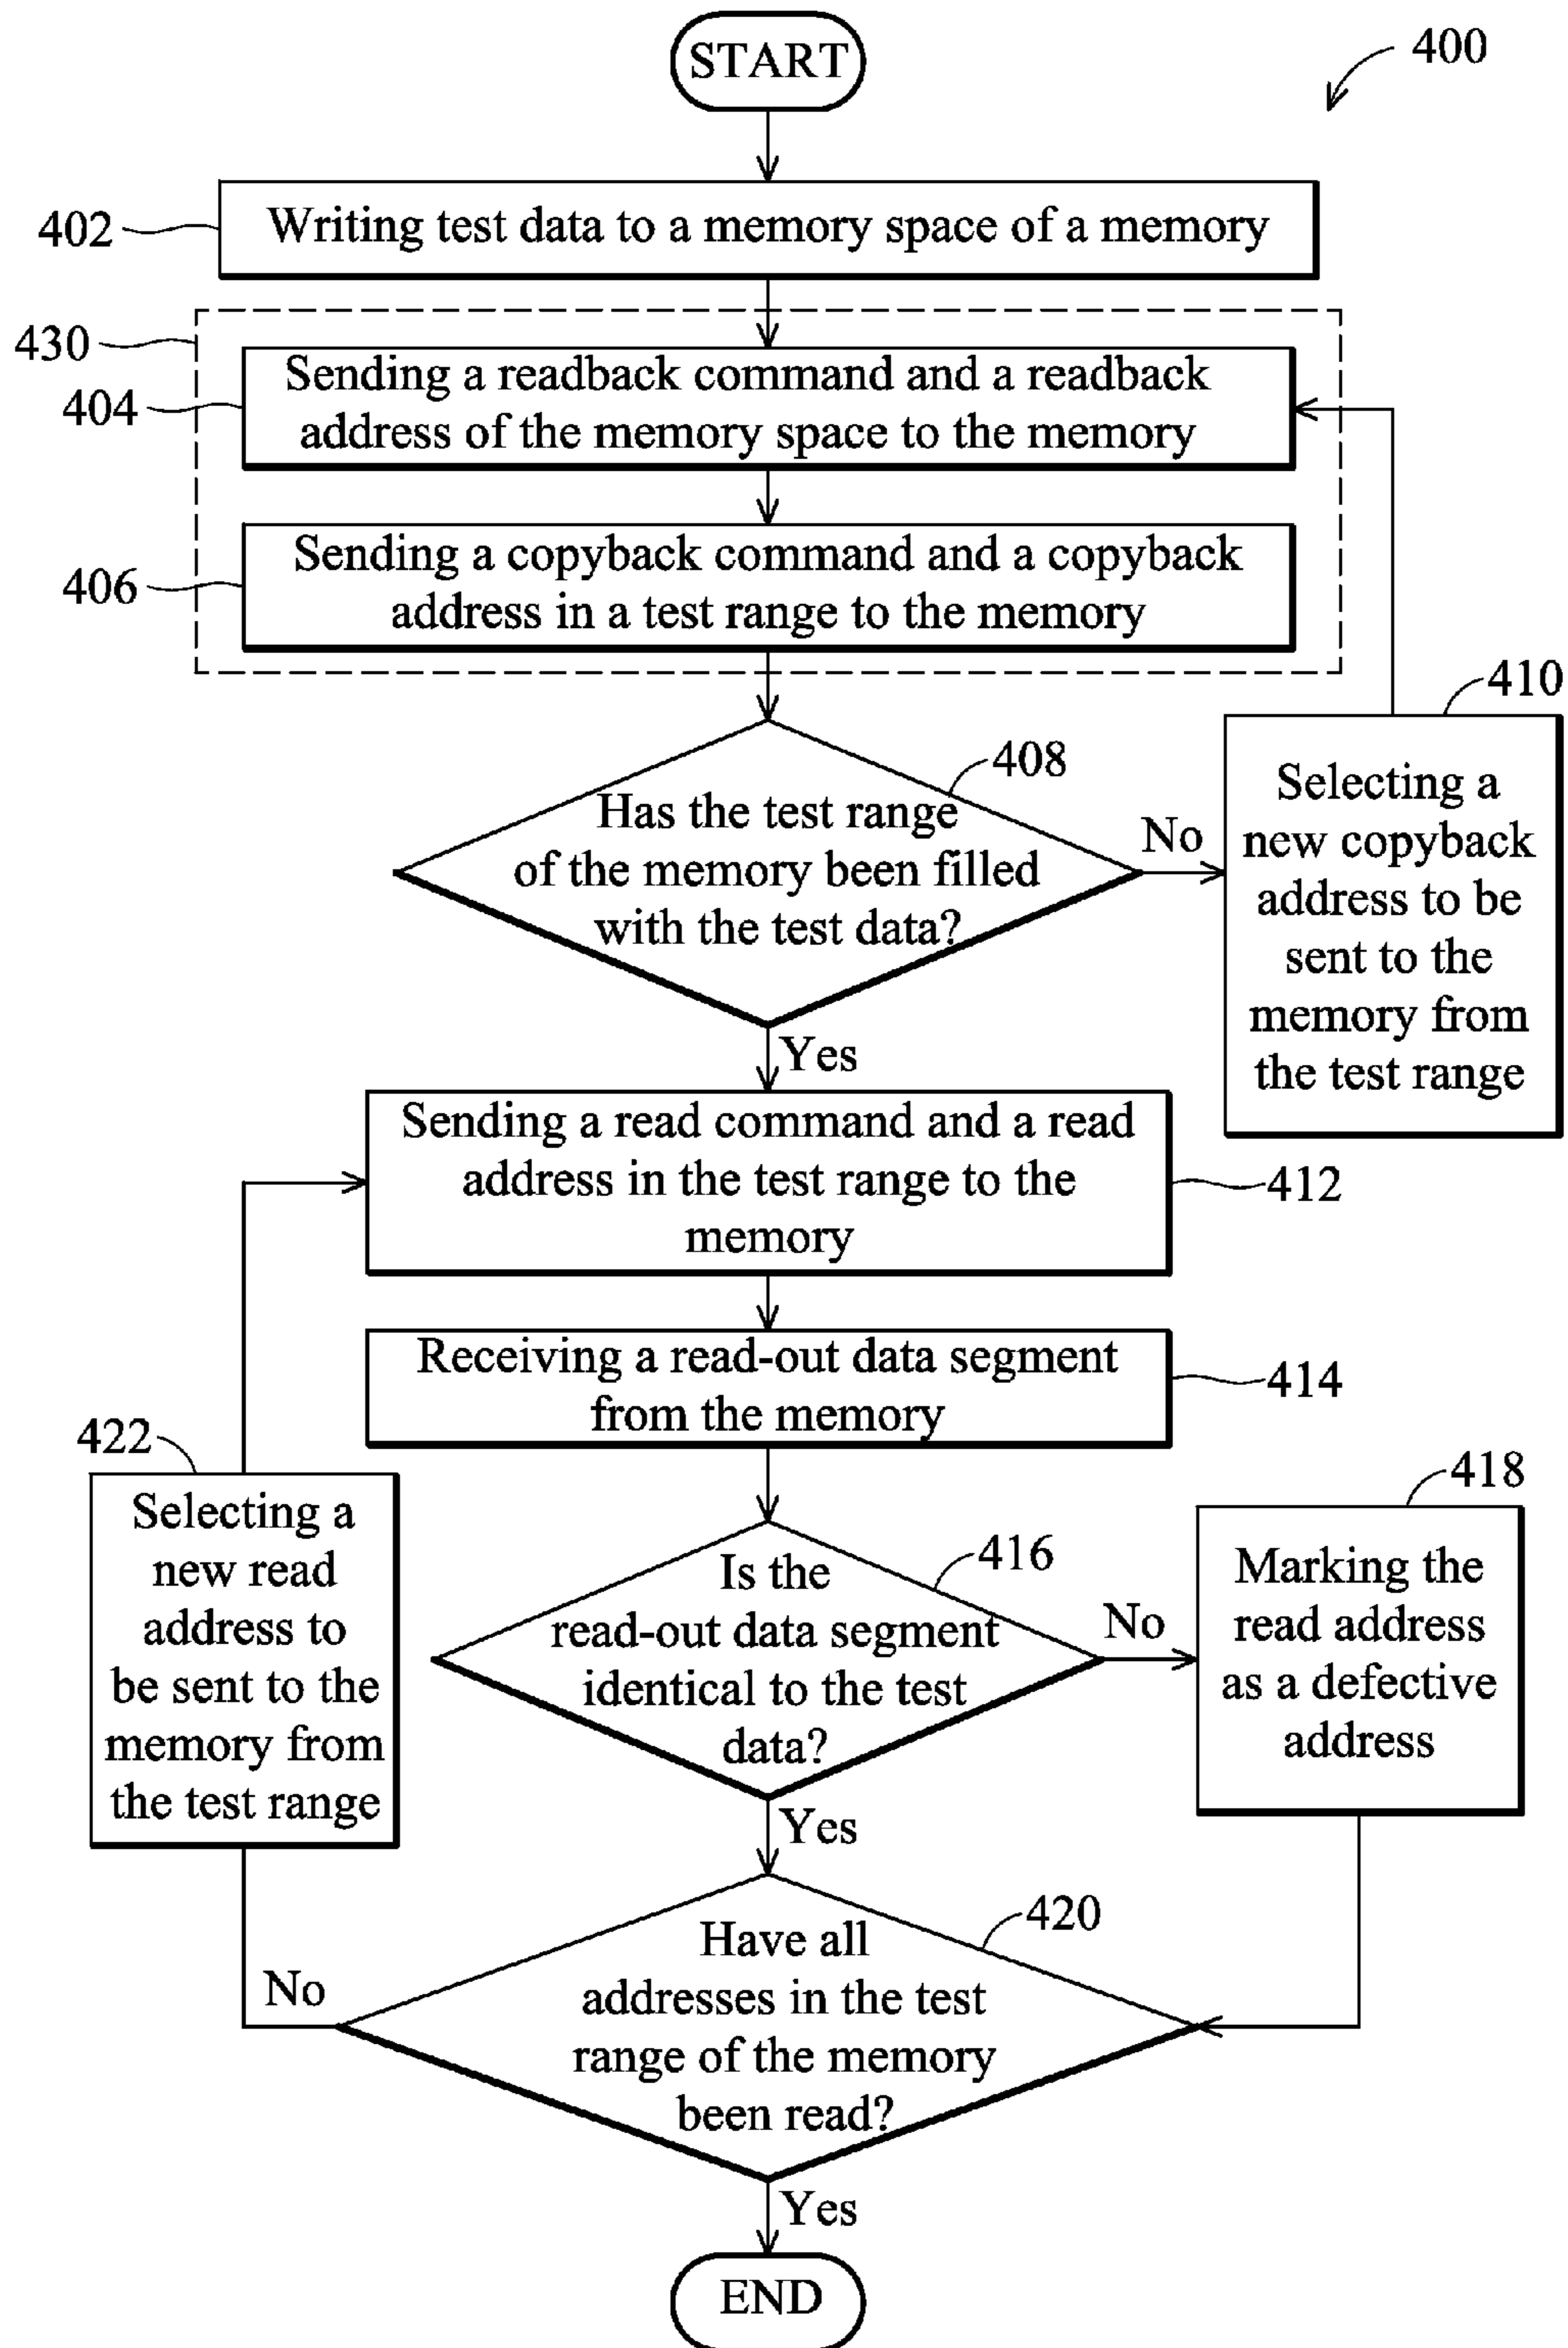 START
400
402
Writing test data to a memory space of a memory
430
404
Sending a readback command and a readback
address of the memory space to the memory
406
Sending a copyback command and a copyback
address in a test range to the memory
408
Has the test range
of the memory been filled
with the test data?
No
410
Selecting a
new copyback
address to be
sent to the
memory from
the test range
Yes
Sending a read command and a read
address in the test range to the
memory
412
Receiving a read-out data segment
from the memory
414
422
Selecting a
new read
address to
be sent to the
memory from
the test range
416
Is the
read-out data segment
identical to the test
data?
No
418
Marking the
read address
as a defective
address
Yes
420
Have all
addresses in the test
range of the memory
been read?
No
Yes
END